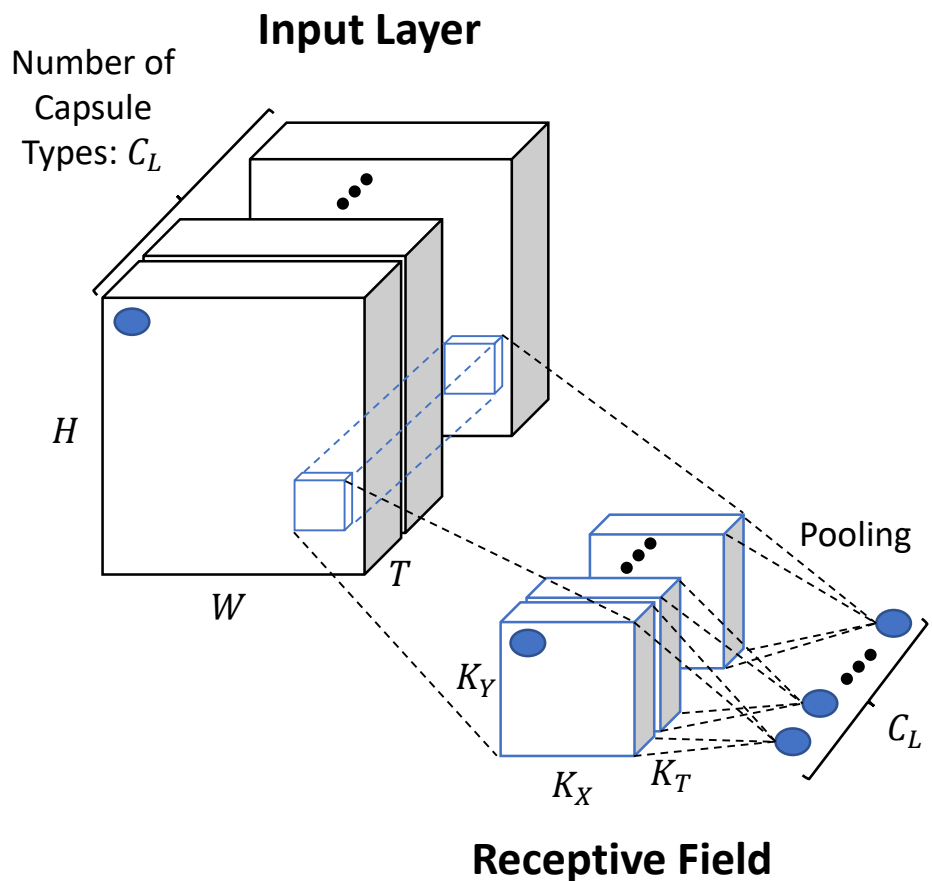 Input Layer
Number of
Capsule
Types: $C_L$
$H$
$W$
$T$
Pooling
$K_Y$
$K_X$
$K_T$
$C_L$
Receptive Field